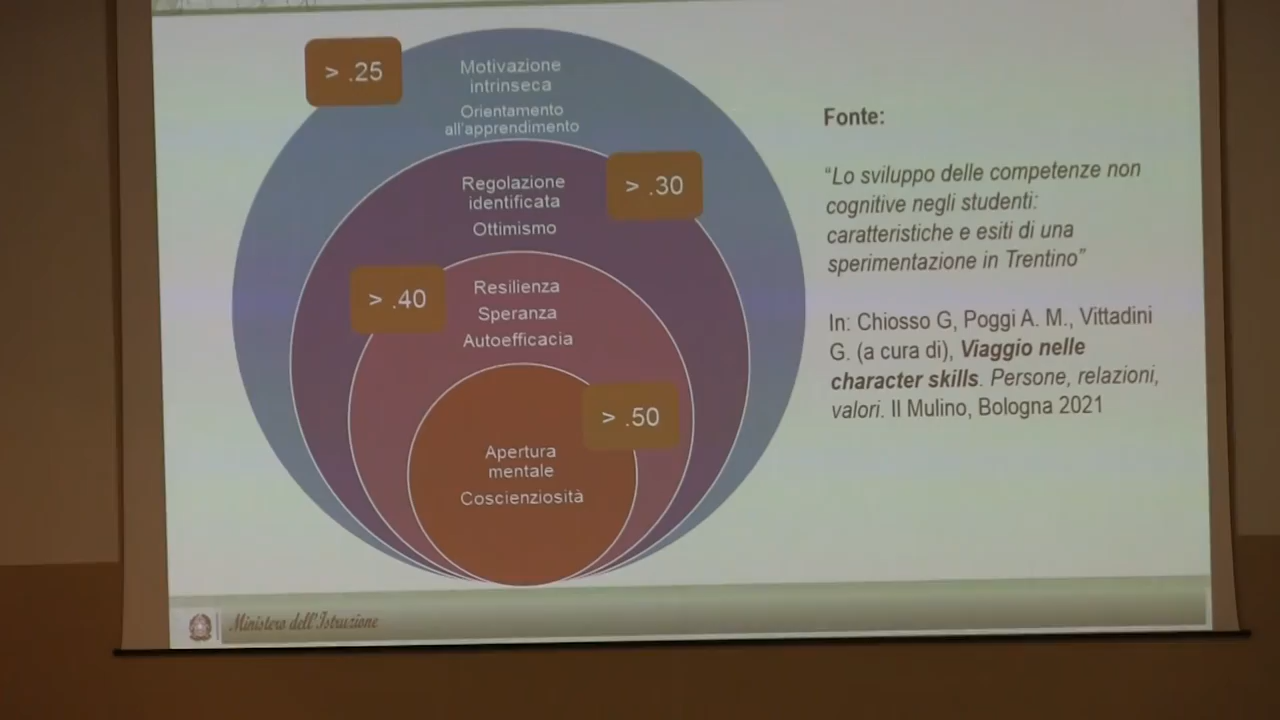 > .25
Motivazione
intrinseca
Orientamento
all'apprendimento
> .30
Regolazione
identificata
Ottimismo
> .40
Resilienza
Speranza
Autoefficacia
> .50
Apertura
mentale
Coscienziosità
Fonte:
“Lo sviluppo delle competenze non
cognitive negli studenti:
caratteristiche e esiti di una
sperimentazione in Trentino”
In: Chiosso G, Poggi A. M., Vittadini
G. (a cura di), Viaggio nelle
character skills. Persone, relazioni,
valori. Il Mulino, Bologna 2021
Ministero dell'Istruzione